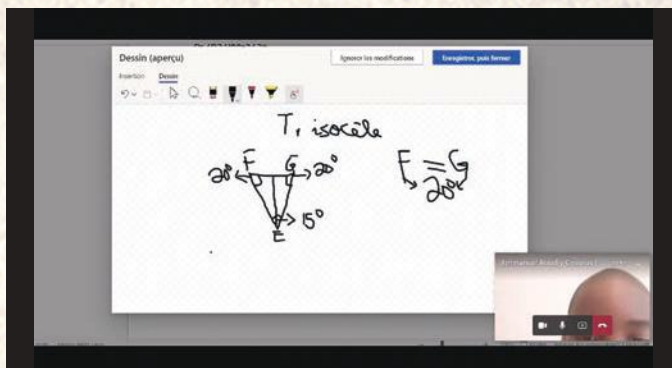 Dessin (aperçu)
Ignorer les modifications
Enregistrer, puis fermer
Insertion
Dessin
T. isocèle
F
G
20°
20°
15°
E
F = G
20°